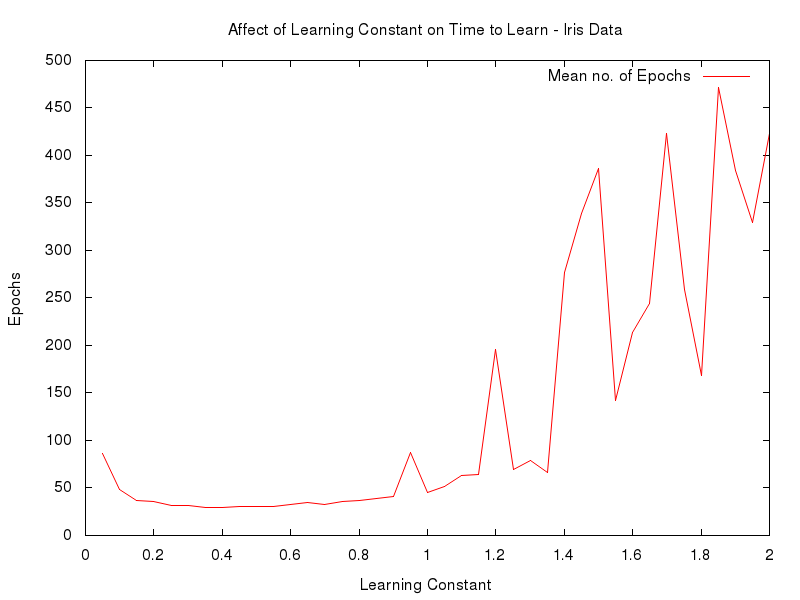 Affect of Learning Constant on Time to Learn - Iris Data
Mean no. of Epochs
500
450
400
350
300
250
200
150
100
50
0
Epochs
0 0.2 0.4 0.6 0.8 1 1.2 1.4 1.6 1.8 2
Learning Constant